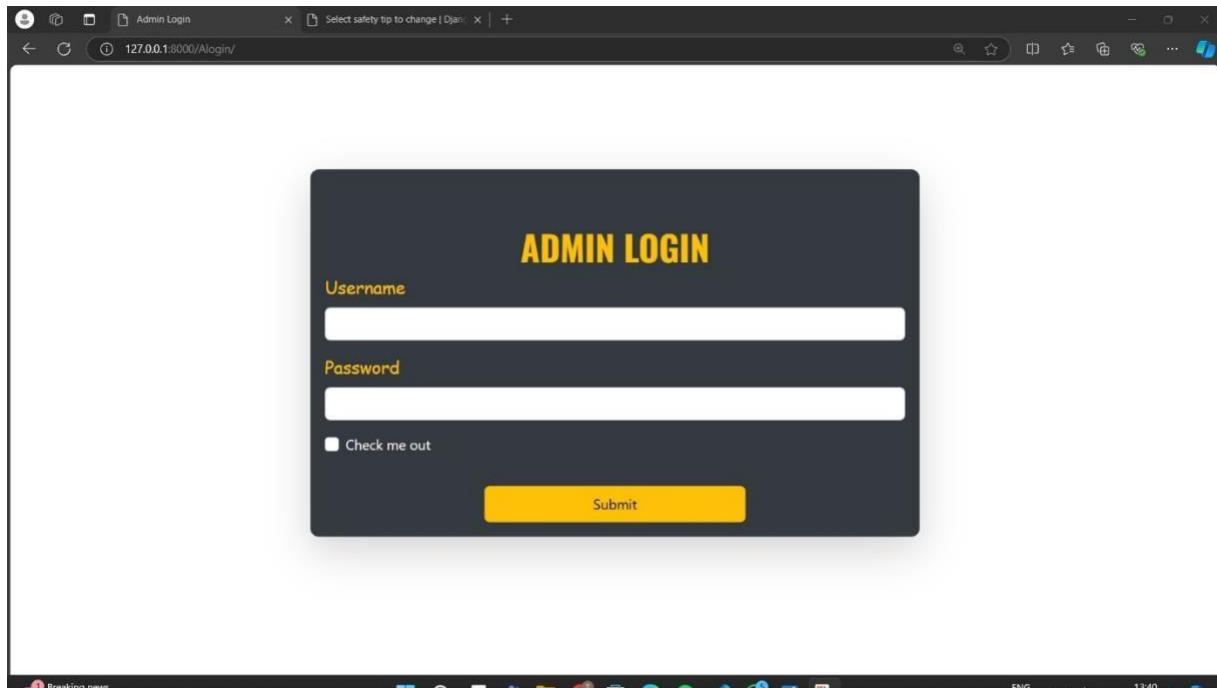 Admin Login
Select safety tip to change | Djan
127.0.0.1:8000/Alogin/
ADMIN LOGIN
Username
Password
Check me out
Submit
1
Breaking news
ENG
13:40